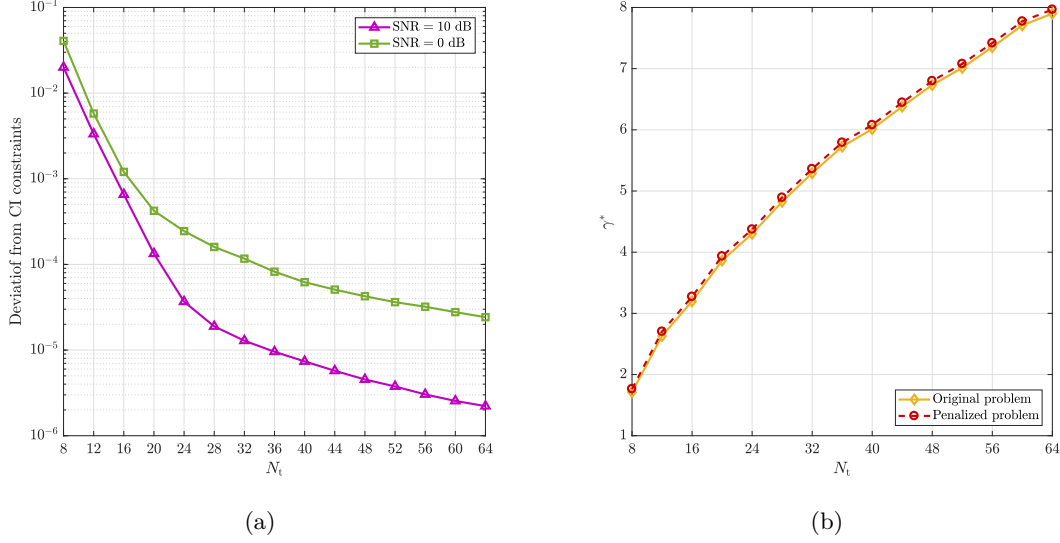 10^{-1}
10^{-2}
10^{-3}
10^{-4}
10^{-5}
10^{-6}
Deviatiof from CI constraints
SNR = 10 dB
SNR = 0 dB
8 12 16 20 24 28 32 36 40 44 48 52 56 60 64
N_t
(a)
8
7
6
5
4
3
2
1
γ*
Original problem
Penalized problem
8 16 24 32 40 48 56 64
N_t
(b)